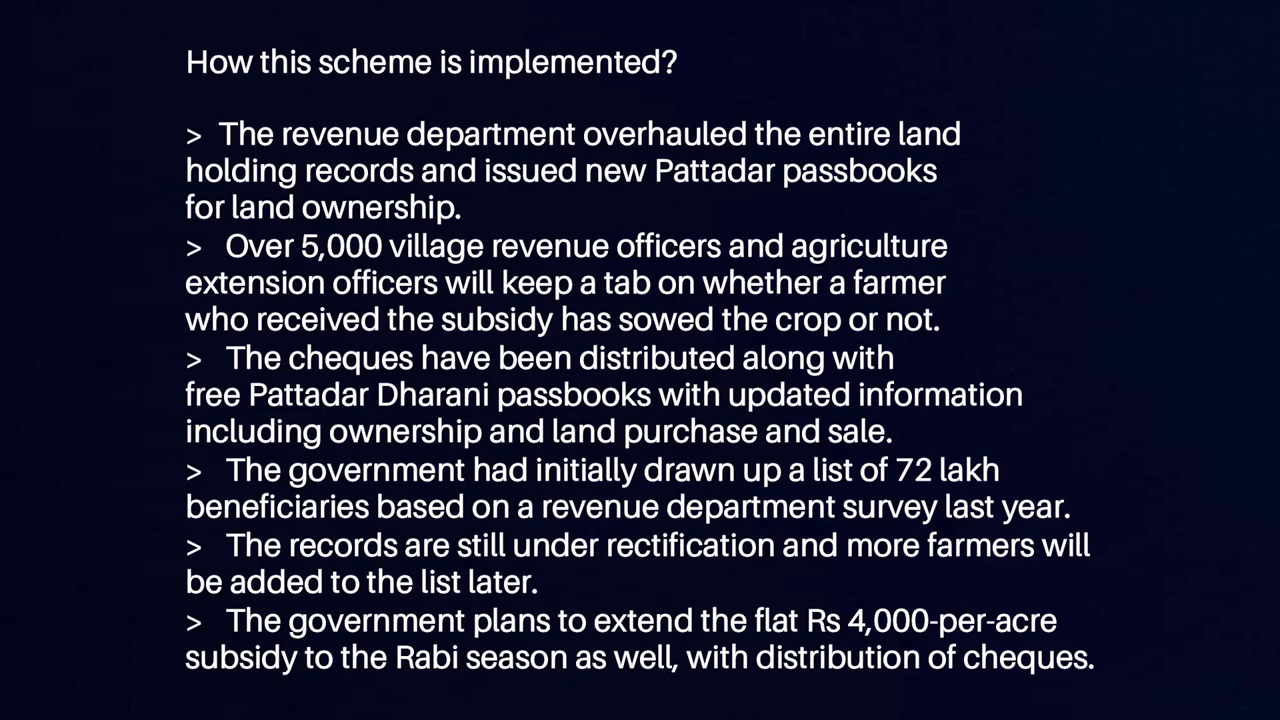 How this scheme is implemented?
> The revenue department overhauled the entire land
holding records and issued new Pattadar passbooks
for land ownership.
> Over 5,000 village revenue officers and agriculture
extension officers will keep a tab on whether a farmer
who received the subsidy has sowed the crop or not.
> The cheques have been distributed along with
free Pattadar Dharani passbooks with updated information
including ownership and land purchase and sale.
> The government had initially drawn up a list of 72 lakh
beneficiaries based on a revenue department survey last year.
> The records are still under rectification and more farmers will
be added to the list later.
> The government plans to extend the flat Rs 4,000-per-acre
subsidy to the Rabi season as well, with distribution of cheques.